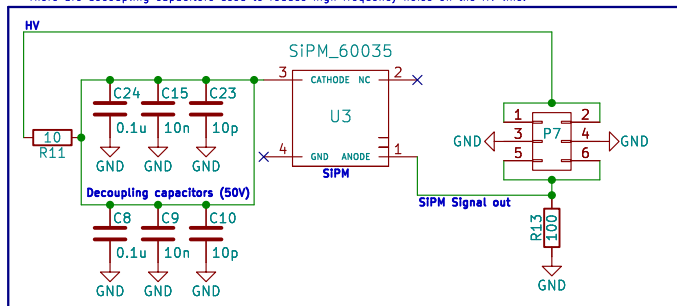 HV
SiPM_60035
3 CATHODE NC 2
C24 C15 C23
U3
0.1u 10n 10p
1 2
10
R11
GND 3 P7 4 GND
GND GND GND
4 GND ANODE 1
5 6
SiPM
Decoupling capacitors (50V)
SiPM Signal out
C8 C9 C10
R13 100
0.1u 10n 10p
GND GND GND
GND